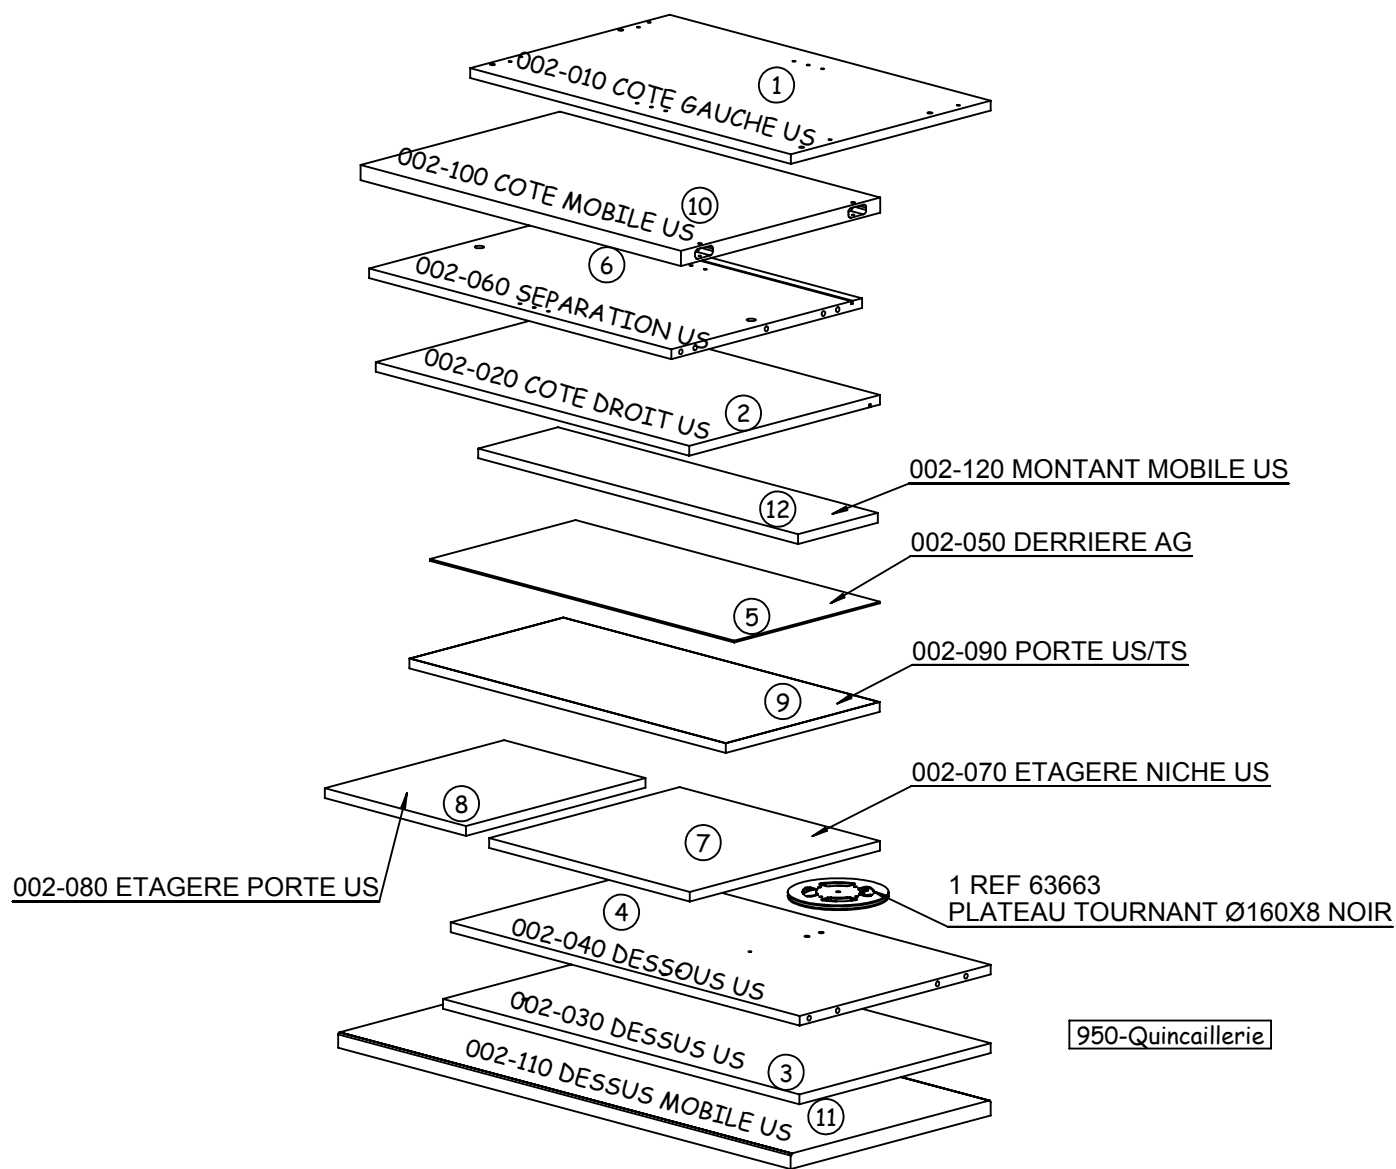 002-010 COTE GAUCHE US
1
002-100 COTE MOBILE US
10
6
002-060 SEPARATION US
002-020 COTE DROIT US
2
002-120 MONTANT MOBILE US
12
002-050 DERRIERE AG
5
002-090 PORTE US/TS
9
002-070 ETAGERE NICHE US
8
7
002-080 ETAGERE PORTE US
1 REF 63663
PLATEAU TOURNANT Ø160X8 NOIR
4
002-040 DESSOUS US
002-030 DESSUS US
3
950-Quincaillerie
002-110 DESSUS MOBILE US
11